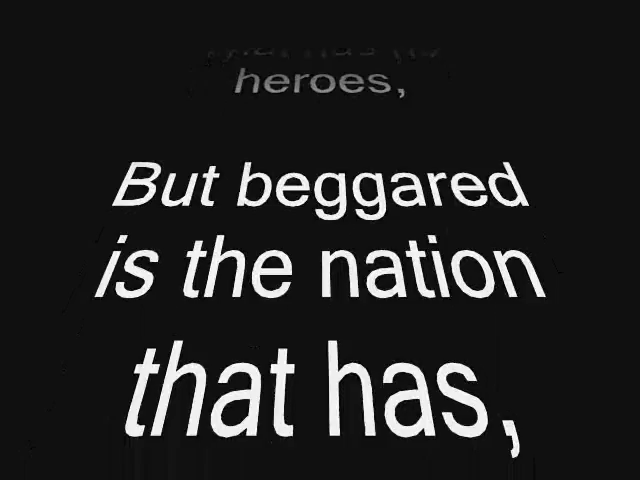 heroes,
But beggared
is the nation
that has,